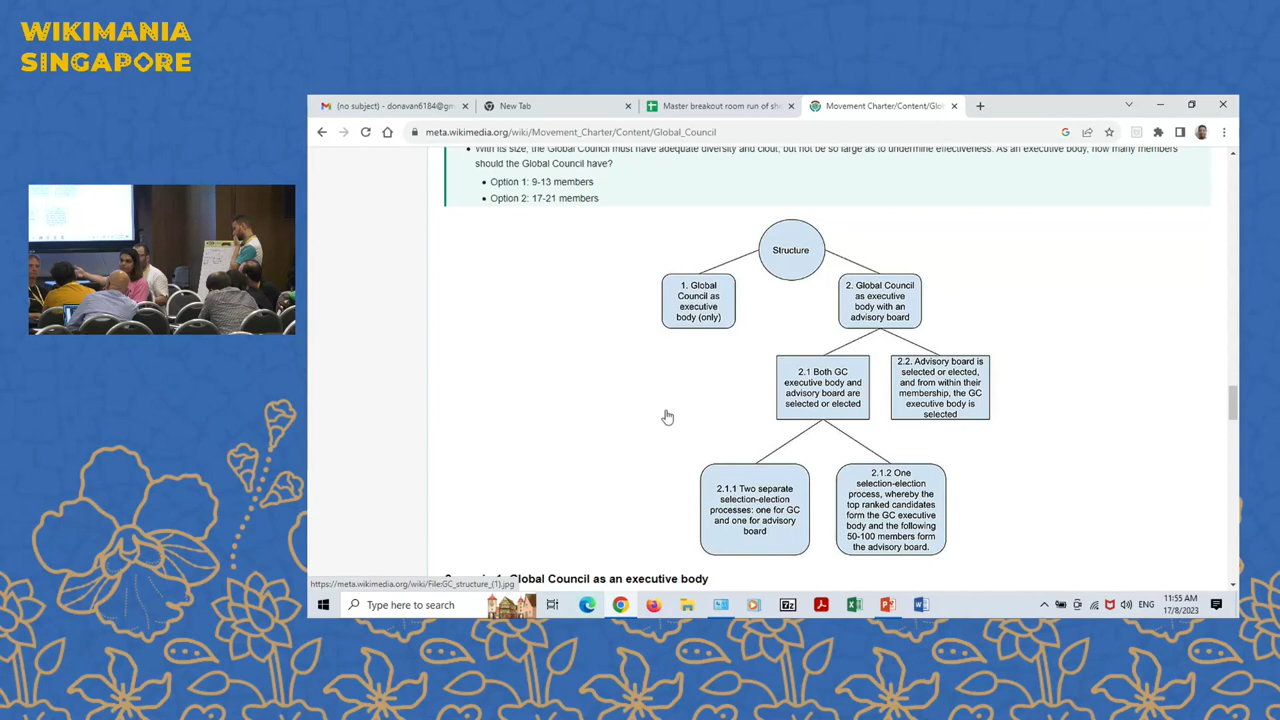 WIKIMANIA
SINGAPORE
(no subject) - donavan6184@gm
New Tab
Master breakout room run of sh
Movement Charter/Content/Glo
meta.wikimedia.org/wiki/Movement_Charter/Content/Global_Council
With its size, the Global Council must have adequate diversity and clout, but not be so large as to undermine effectiveness. As an executive body, how many members
should the Global Council have?
Option 1: 9-13 members
Option 2: 17-21 members
Structure
1. Global
Council as
executive
body (only)
2. Global Council
as executive
body with an
advisory board
2.1 Both GC
executive body and
advisory board are
selected or elected
2.2. Advisory board is
selected or elected,
and from within their
membership, the GC
executive body is
selected
2.1.1 Two separate
selection-election
processes: one for GC
and one for advisory
board
2.1.2 One
selection-election
process, whereby the
top ranked candidates
form the GC executive
body and the following
50-100 members form
the advisory board.
Global Council as an executive body
https://meta.wikimedia.org/wiki/File:GC_structure_(1).jpg
Type here to search
ENG
11:55 AM
17/8/2023